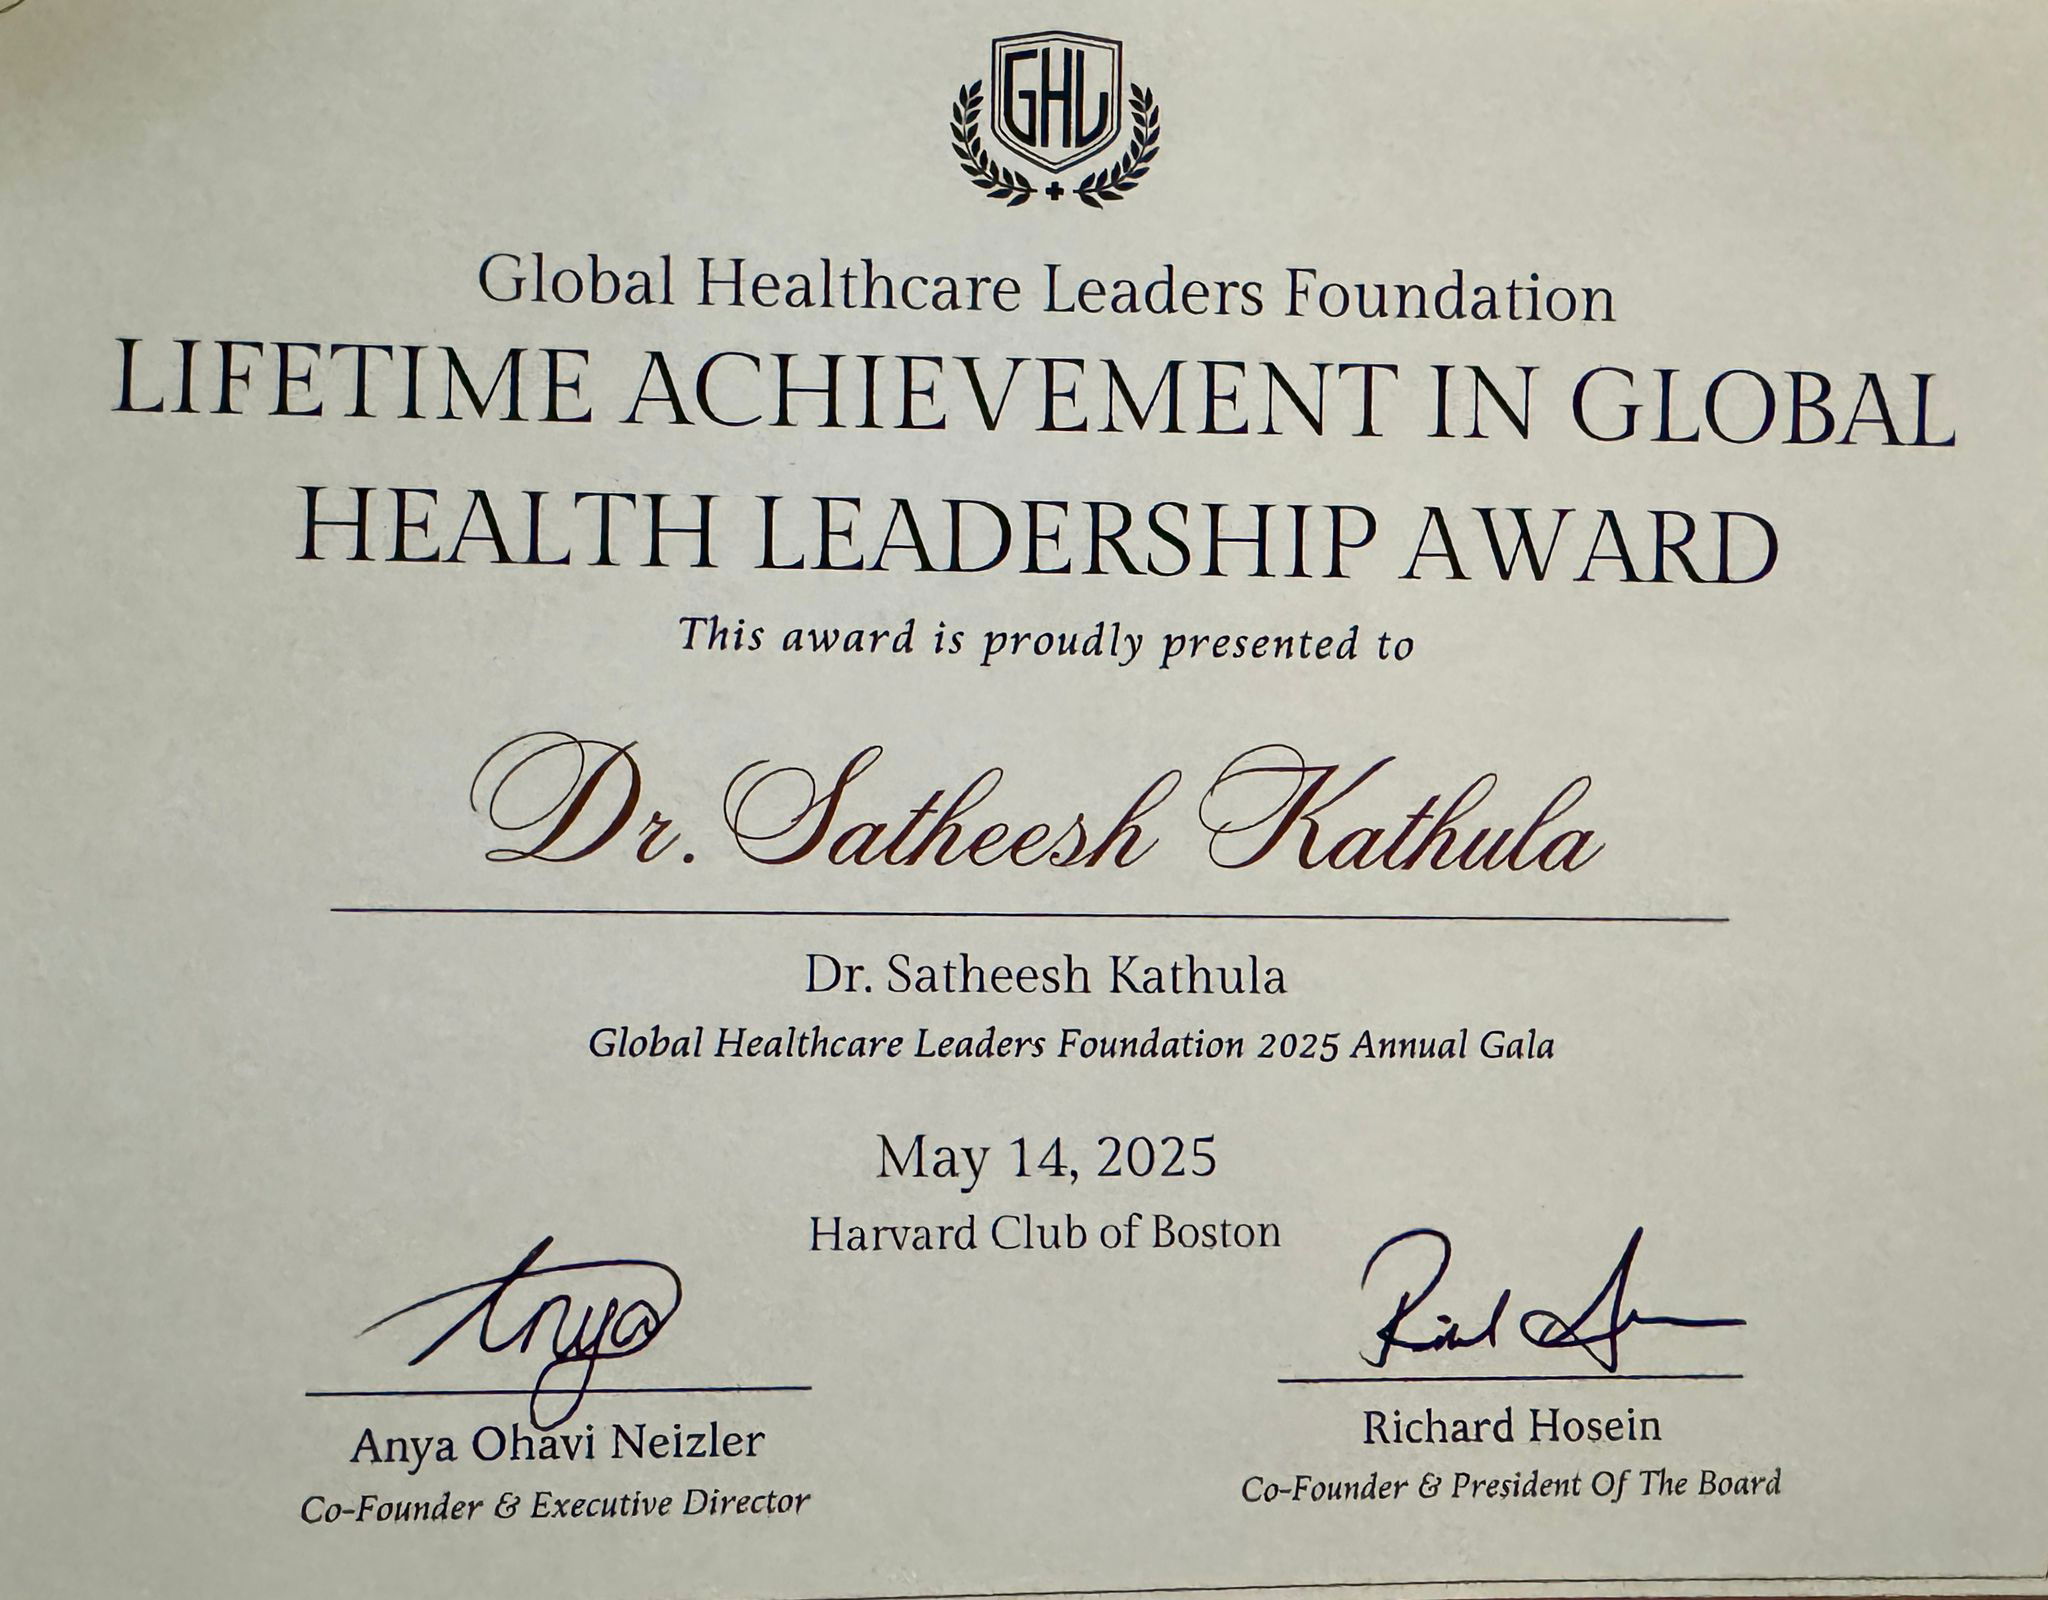 GHL
Global Healthcare Leaders Foundation
LIFETIME ACHIEVEMENT IN GLOBAL
HEALTH LEADERSHIP AWARD
This award is proudly presented to
Dr. Satheesh Kathula
Dr. Satheesh Kathula
Global Healthcare Leaders Foundation 2025 Annual Gala
May 14, 2025
Harvard Club of Boston
Anya
Anya Ohavi Neizler
Co-Founder & Executive Director
Richard Hosein
Co-Founder & President Of The Board